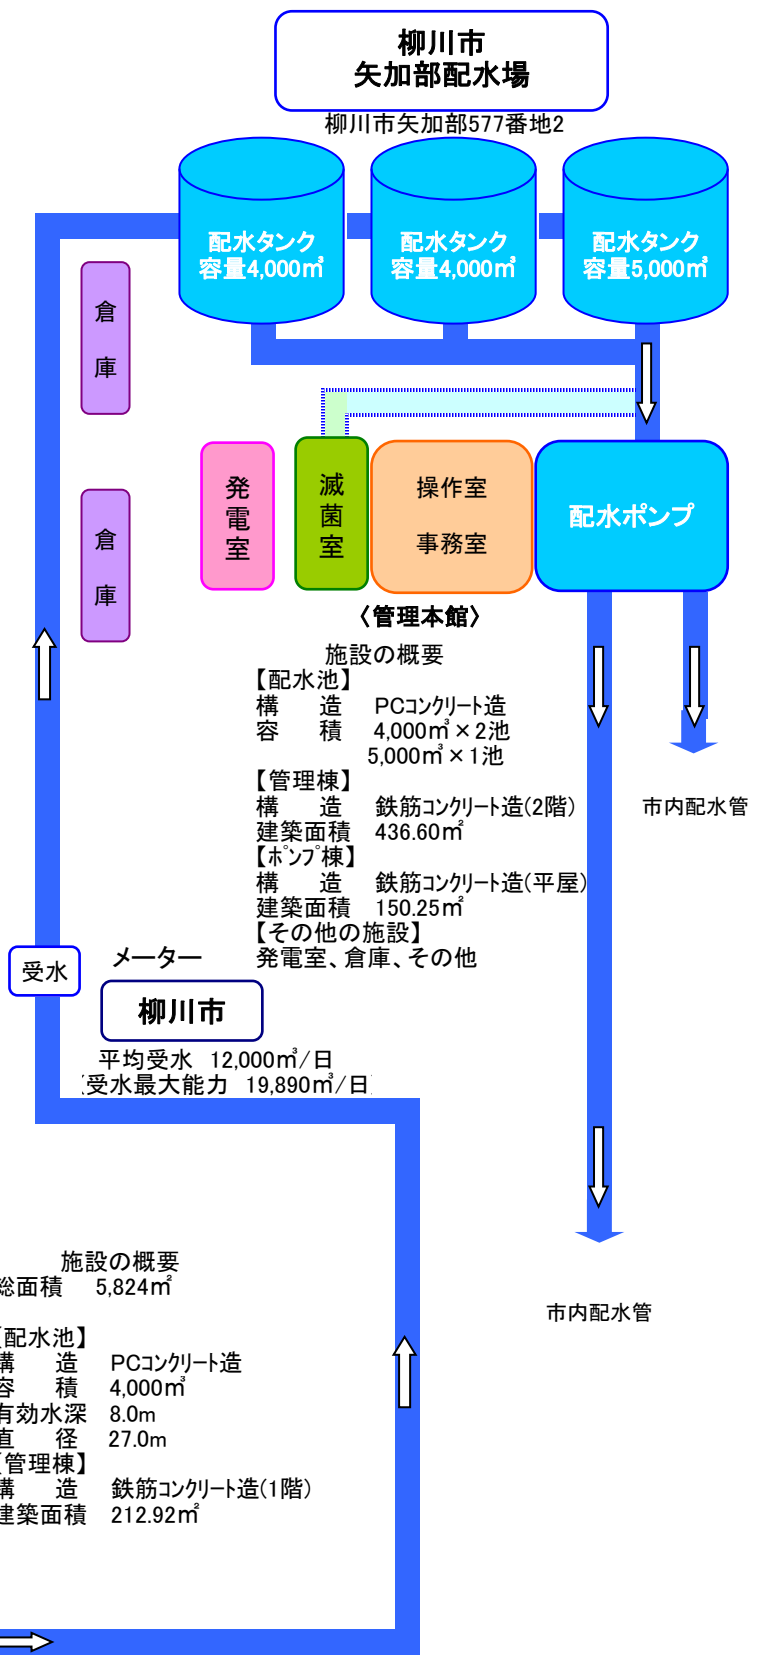 柳川市
矢加部配水場
柳川市矢加部577番地2
配水タンク
容量4,000㎥
配水タンク
容量4,000㎥
配水タンク
容量5,000㎥
倉
庫
倉
庫
発
電
室
滅
菌
室
操作室
事務室
配水ポンプ
〈管理本館〉
施設の概要
【配水池】
構　造　PCコンクリート造
容　積　4,000㎥×2池
5,000㎥×1池
【管理棟】
構　造　鉄筋コンクリート造(2階)
建築面積　436.60㎡
【ポンプ棟】
構　造　鉄筋コンクリート造(平屋)
建築面積　150.25㎡
【その他の施設】
発電室、倉庫、その他
市内配水管
受水
メーター
柳川市
平均受水　12,000㎥/日
(受水最大能力　19,890㎥/日
市内配水管
施設の概要
総面積　5,824㎡
【配水池】
構　造　PCコンクリート造
容　積　4,000㎥
有効水深　8.0m
直　径　27.0m
【管理棟】
構　造　鉄筋コンクリート造(1階)
建築面積　212.92㎡